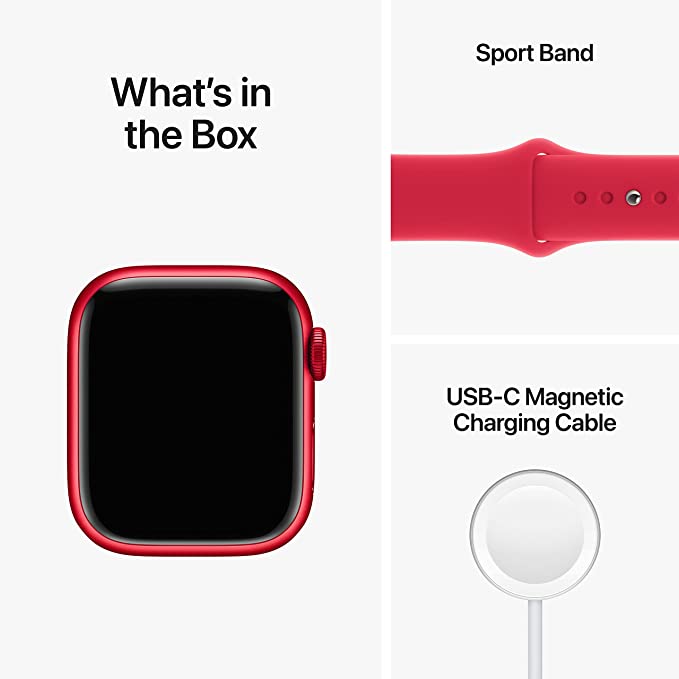 What’s in
the Box
Sport Band
USB-C Magnetic
Charging Cable